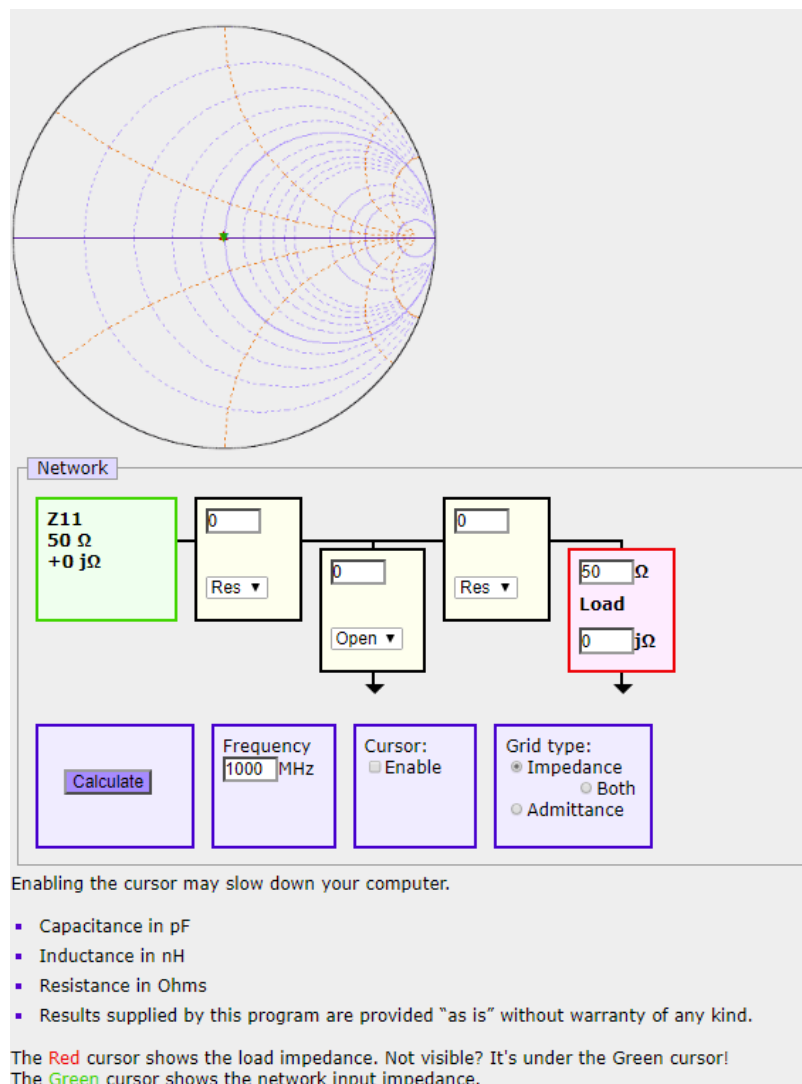 Network
Z11
50 Ω
+0 jΩ
0
Res
0
Open
0
Res
50 Ω
Load
0 jΩ
Calculate
Frequency
1000 MHz
Cursor:
Enable
Grid type:
Impedance
Both
Admittance
Enabling the cursor may slow down your computer.
Capacitance in pF
Inductance in nH
Resistance in Ohms
Results supplied by this program are provided “as is” without warranty of any kind.
The Red cursor shows the load impedance. Not visible? It's under the Green cursor!
The Green cursor shows the network input impedance.